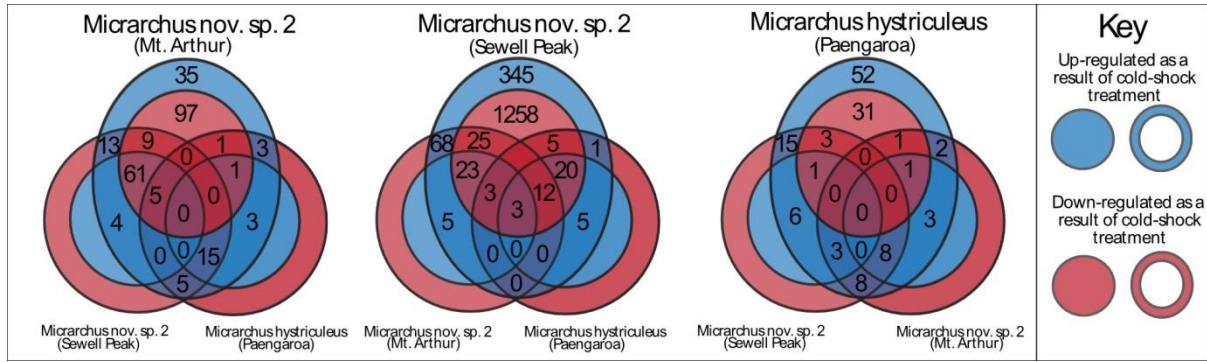 Micrarchus nov. sp. 2
(Mt. Arthur)
35
97
13
9
0
1
3
61
1
5
0
4
0
3
0
0
15
5
Micrarchus nov. sp. 2
(Sewell Peak)
Micrarchus hystriculeus
(Paengaroa)
Micrarchus nov. sp. 2
(Sewell Peak)
345
1258
68
25
5
1
23
20
3
12
5
3
5
0
0
0
0
Micrarchus nov. sp. 2
(Mt. Arthur)
Micrarchus hystriculeus
(Paengaroa)
Micrarchus hystriculeus
(Paengaroa)
52
31
15
3
0
1
2
1
1
0
0
6
0
3
3
0
8
8
Micrarchus nov. sp. 2
(Sewell Peak)
Micrarchus nov. sp. 2
(Mt. Arthur)
Key
Up-regulated as a
result of cold-shock
treatment
Down-regulated as a
result of cold-shock
treatment